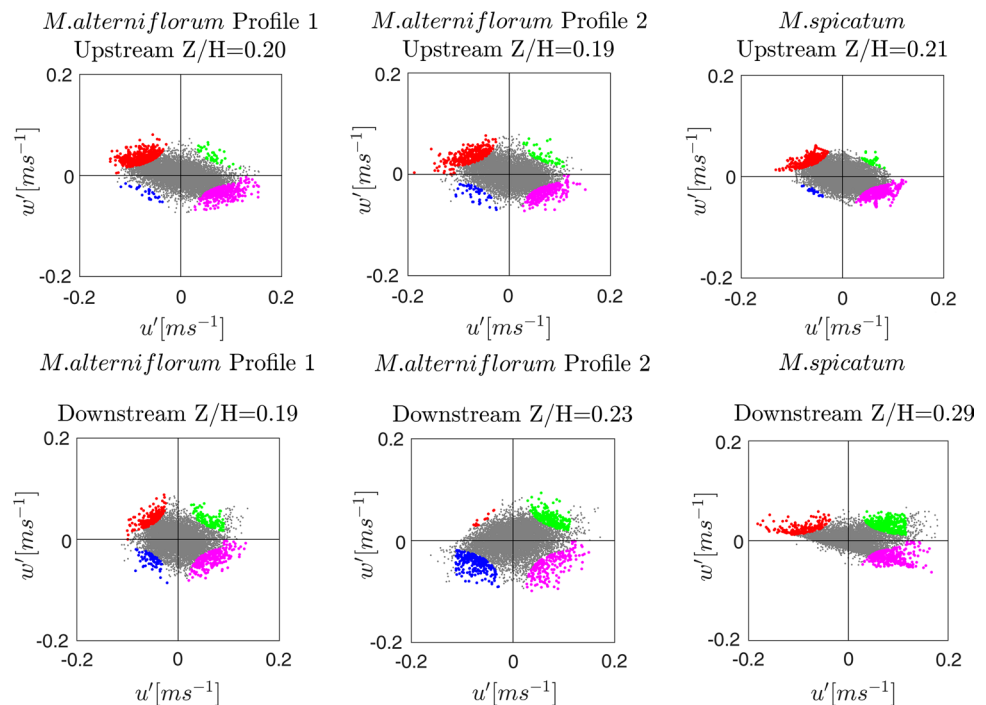 M.alterniflorum Profile 1
Upstream Z/H=0.20
M.alterniflorum Profile 2
Upstream Z/H=0.19
M.spicatum
Upstream Z/H=0.21
0.2
0
-0.2
w′[ms⁻¹]
-0.2 0 0.2
u′[ms⁻¹]
0.2
0
-0.2
w′[ms⁻¹]
-0.2 0 0.2
u′[ms⁻¹]
0.2
0
-0.2
w′[ms⁻¹]
-0.2 0 0.2
u′[ms⁻¹]
M.alterniflorum Profile 1
Downstream Z/H=0.19
M.alterniflorum Profile 2
Downstream Z/H=0.23
M.spicatum
Downstream Z/H=0.29
0.2
0
-0.2
w′[ms⁻¹]
-0.2 0 0.2
u′[ms⁻¹]
0.2
0
-0.2
w′[ms⁻¹]
-0.2 0 0.2
u′[ms⁻¹]
0.2
0
-0.2
w′[ms⁻¹]
-0.2 0 0.2
u′[ms⁻¹]